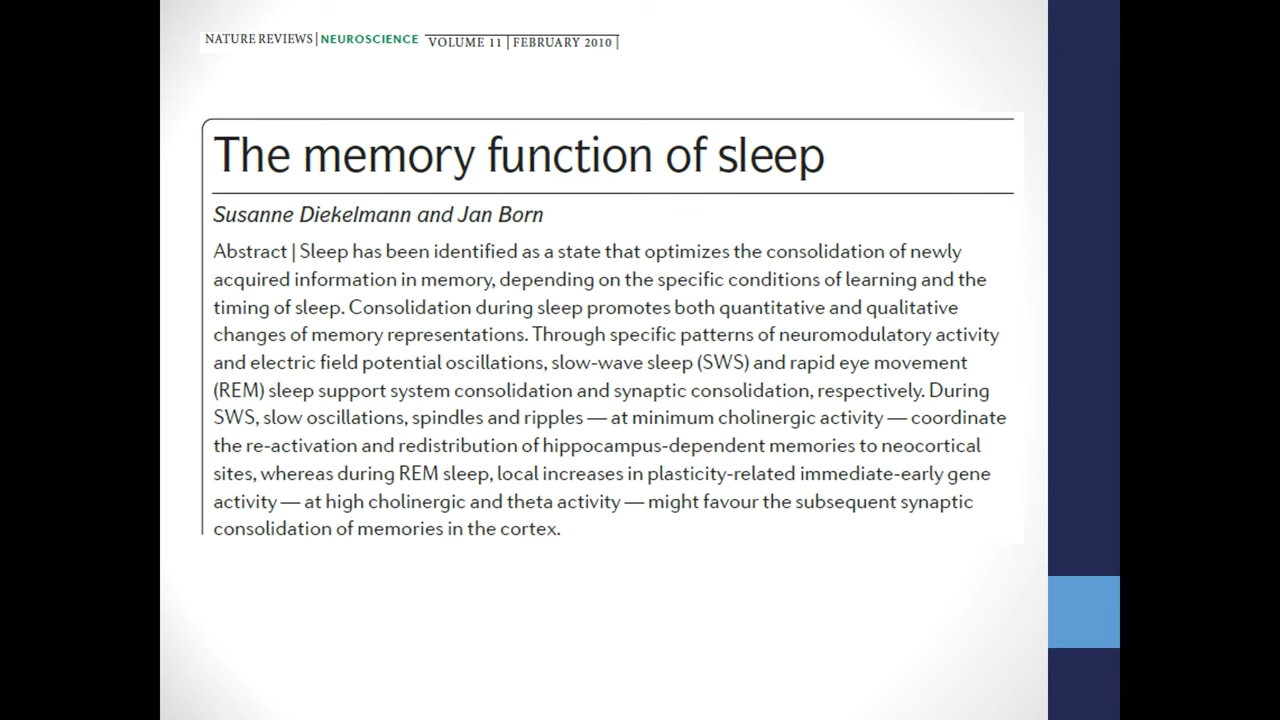 NATURE REVIEWS | NEUROSCIENCE VOLUME 11 | FEBRUARY 2010 |
The memory function of sleep
Susanne Diekelmann and Jan Born
Abstract | Sleep has been identified as a state that optimizes the consolidation of newly
acquired information in memory, depending on the specific conditions of learning and the
timing of sleep. Consolidation during sleep promotes both quantitative and qualitative
changes of memory representations. Through specific patterns of neuromodulatory activity
and electric field potential oscillations, slow-wave sleep (SWS) and rapid eye movement
(REM) sleep support system consolidation and synaptic consolidation, respectively. During
SWS, slow oscillations, spindles and ripples — at minimum cholinergic activity — coordinate
the re-activation and redistribution of hippocampus-dependent memories to neocortical
sites, whereas during REM sleep, local increases in plasticity-related immediate-early gene
activity — at high cholinergic and theta activity — might favour the subsequent synaptic
consolidation of memories in the cortex.